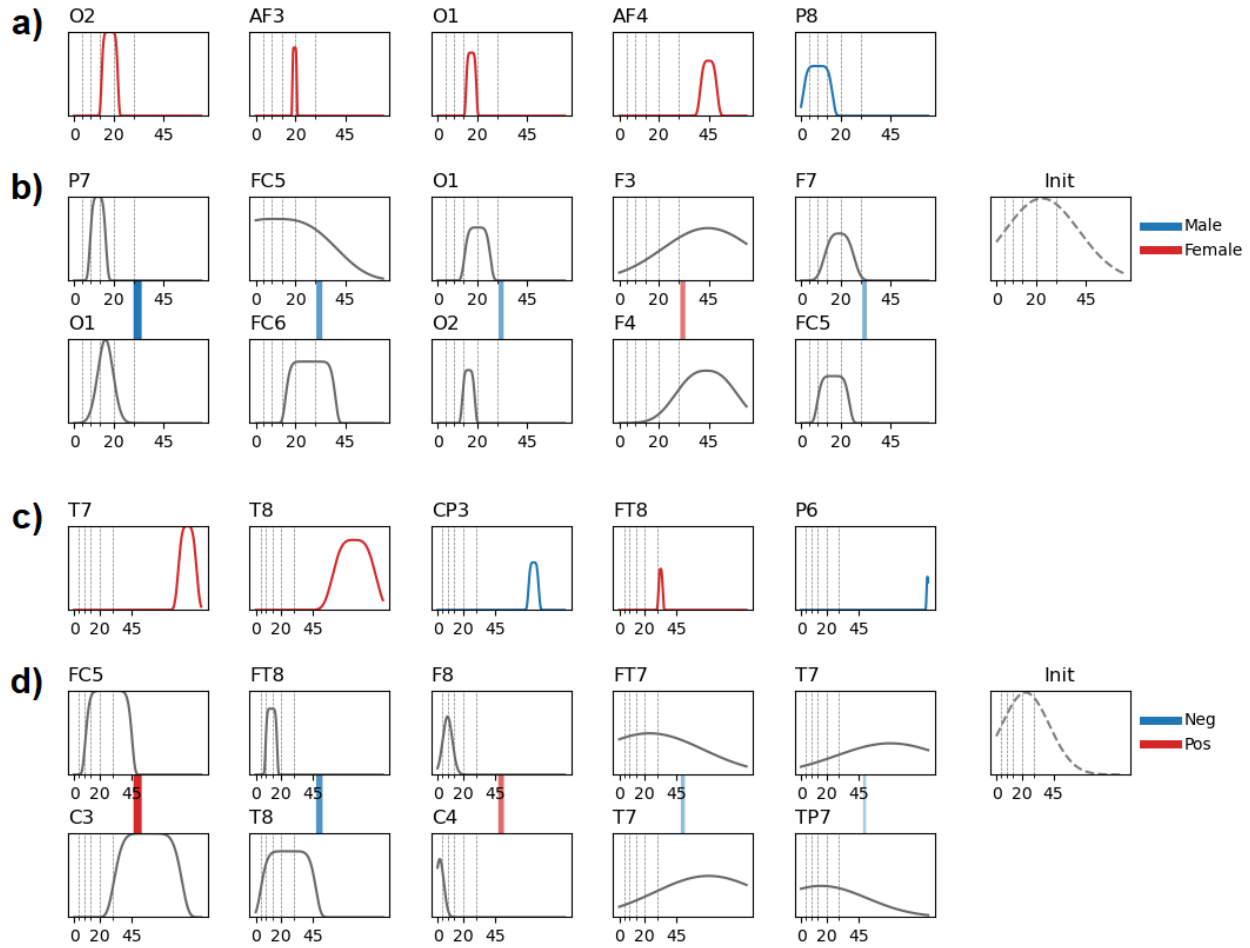 a)
O2 AF3 O1 AF4 P8
0 20 45 0 20 45 0 20 45 0 20 45 0 20 45
b)
P7 FC5 O1 F3 F7 Init
Male
Female
0 20 45 0 20 45 0 20 45 0 20 45 0 20 45 0 20 45
O1 FC6 O2 F4 FC5
0 20 45 0 20 45 0 20 45 0 20 45 0 20 45
c)
T7 T8 CP3 FT8 P6
0 20 45 0 20 45 0 20 45 0 20 45 0 20 45
d)
FC5 FT8 F8 FT7 T7 Init
Neg
Pos
0 20 45 0 20 45 0 20 45 0 20 45 0 20 45 0 20 45
C3 T8 C4 T7 TP7
0 20 45 0 20 45 0 20 45 0 20 45 0 20 45